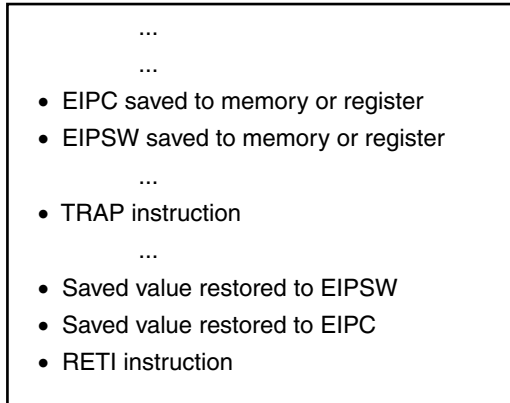 ...
...
• EIPC saved to memory or register
• EIPSW saved to memory or register
...
• TRAP instruction
...
• Saved value restored to EIPSW
• Saved value restored to EIPC
• RETI instruction